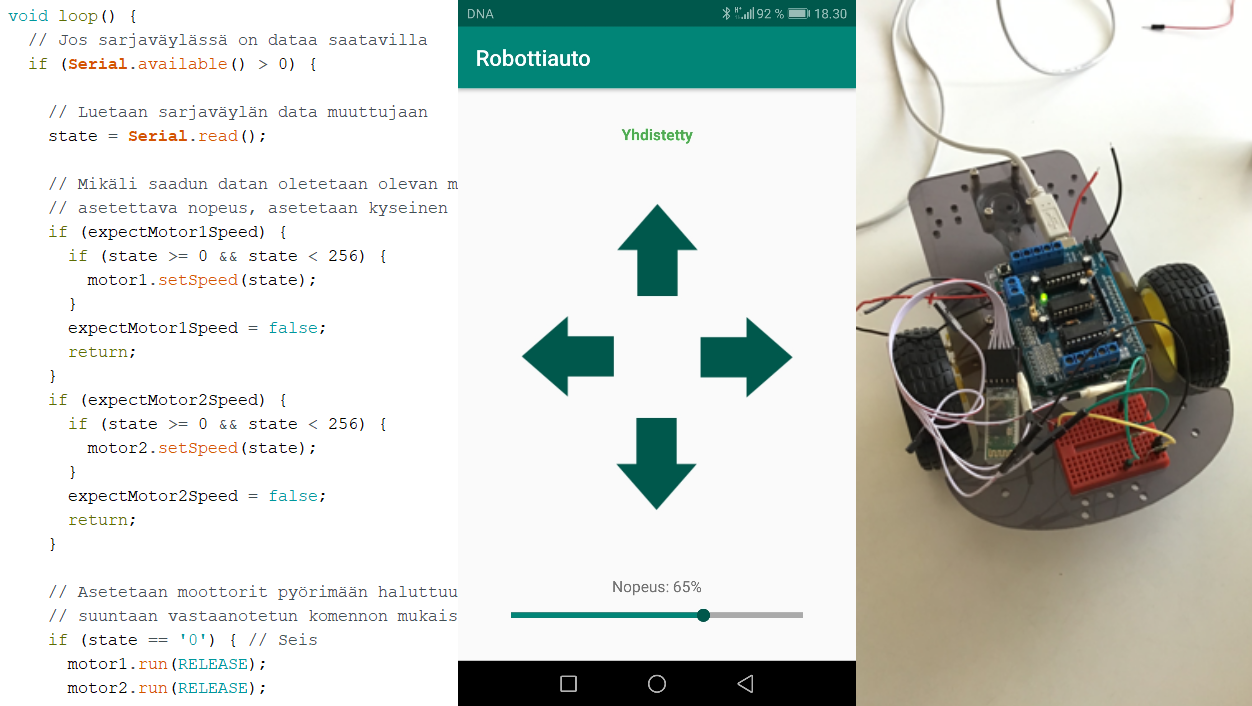 void loop() {
// Jos sarjaväylässä on dataa saatavilla
if (Serial.available() > 0) {
// Luetaan sarjaväylän data muuttujaan
state = Serial.read();
// Mikäli saadun datan oletetaan olevan m
// asetettava nopeus, asetetaan kyseinen
if (expectMotor1Speed) {
if (state >= 0 && state < 256) {
motor1.setSpeed(state);
}
expectMotor1Speed = false;
return;
}
if (expectMotor2Speed) {
if (state >= 0 && state < 256) {
motor2.setSpeed(state);
}
expectMotor2Speed = false;
return;
}
// Asetetaan moottorit pyörimään haluttuu
// suuntaan vastaanotetun komennon mukais
if (state == '0') { // Seis
motor1.run(RELEASE);
motor2.run(RELEASE);
DNA 92 % 18.30
Robottiauto
Yhdistetty
Nopeus: 65%